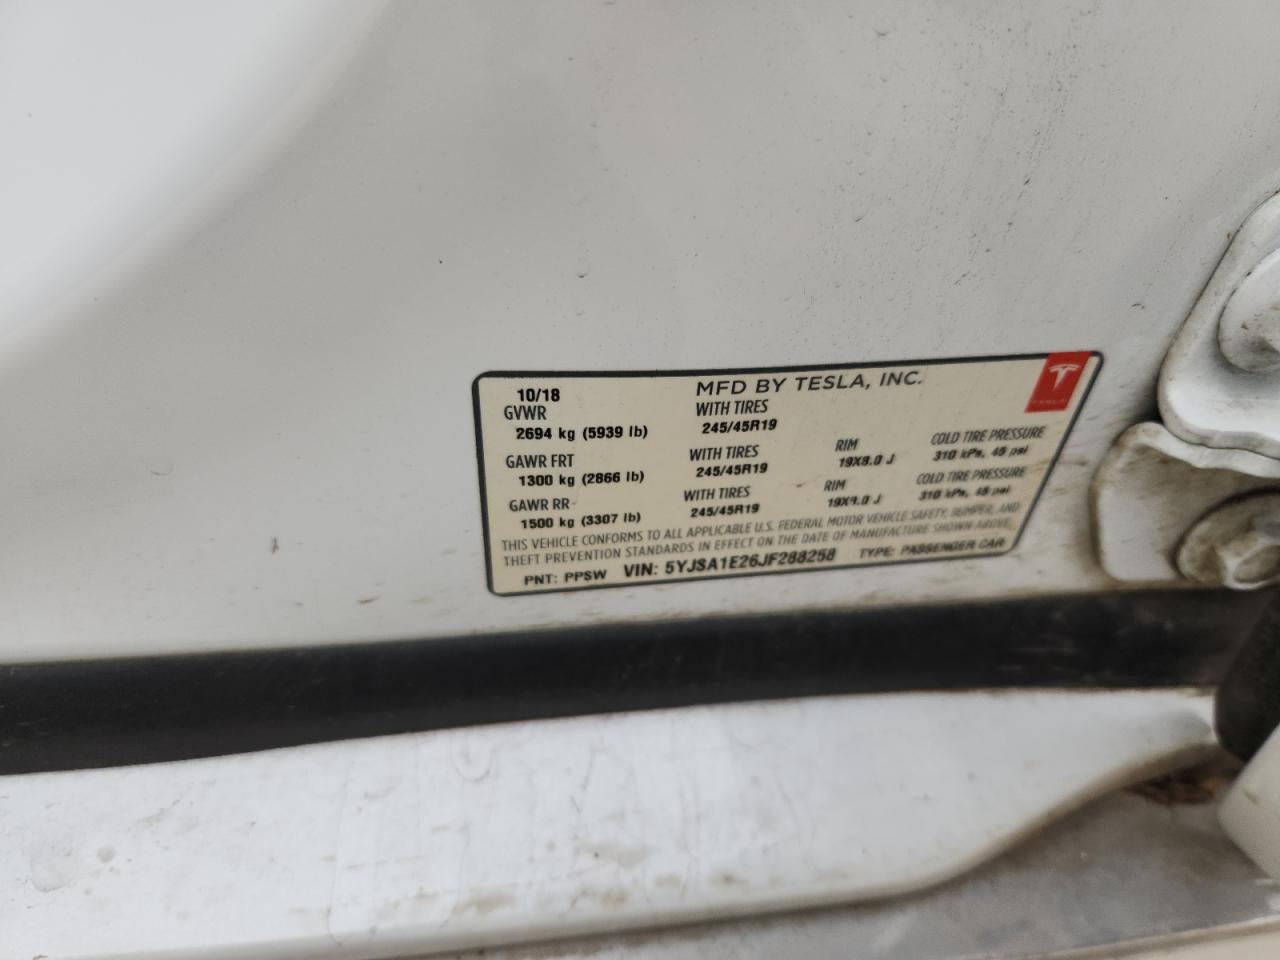 10/18
MFD BY TESLA, INC.
TESLA
GVWR
2694 kg (5939 lb)
WITH TIRES
245/45R19
GAWR FRT
1300 kg (2866 lb)
WITH TIRES
245/45R19
RIM
19X8.0 J
COLD TIRE PRESSURE
310 kPa, 45 psi
GAWR RR
1500 kg (3307 lb)
WITH TIRES
245/45R19
RIM
19X8.0 J
COLD TIRE PRESSURE
310 kPa, 45 psi
THIS VEHICLE CONFORMS TO ALL APPLICABLE U.S. FEDERAL MOTOR VEHICLE SAFETY, BUMPER, AND
THEFT PREVENTION STANDARDS IN EFFECT ON THE DATE OF MANUFACTURE SHOWN ABOVE.
PNT: PPSW VIN: 5YJSA1E26JF288258 TYPE: PASSENGER CAR